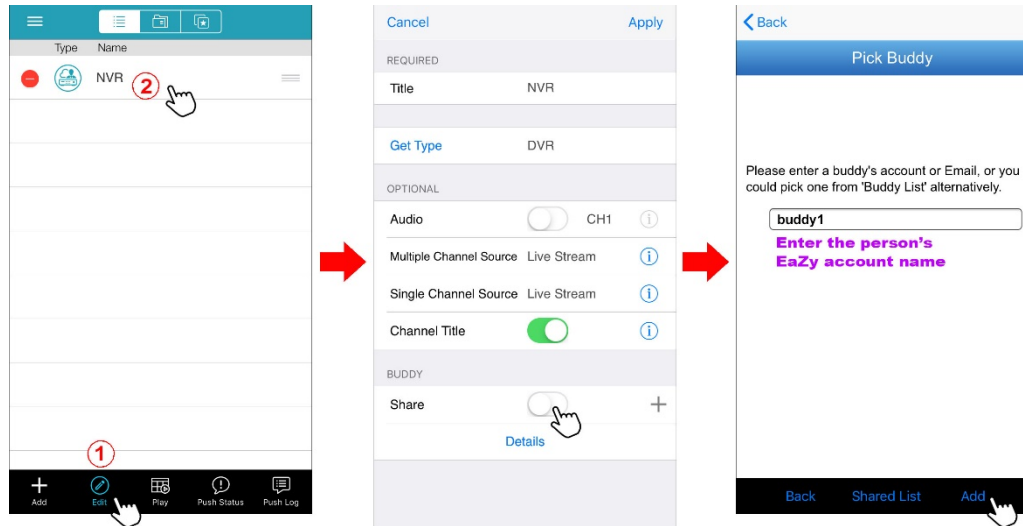 Type Name
NVR
2
1
Add
Edit
Play
Push Status
Push Log
Cancel
Apply
REQUIRED
Title NVR
Get Type DVR
OPTIONAL
Audio CH1
Multiple Channel Source Live Stream
Single Channel Source Live Stream
Channel Title
BUDDY
Share
Details
Back
Pick Buddy
Please enter a buddy's account or Email, or you
could pick one from 'Buddy List' alternatively.
buddy1
Enter the person's
EaZy account name
Back Shared List Add